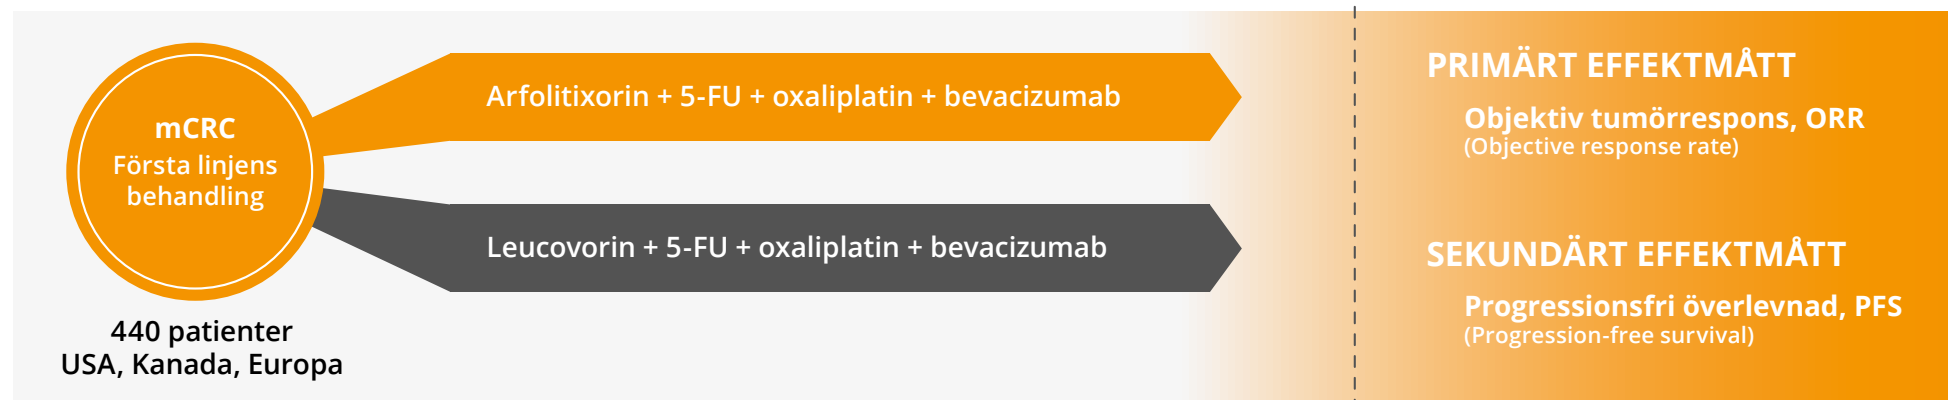 mCRC
Första linjens
behandling
440 patienter
USA, Kanada, Europa
Arfolitixorin + 5-FU + oxaliplatin + bevacizumab
Leucovorin + 5-FU + oxaliplatin + bevacizumab
PRIMÄRT EFFEKTMÅTT
Objektiv tumörrespons, ORR
(Objective response rate)
SEKUNDÄRT EFFEKTMÅTT
Progressionsfri överlevnad, PFS
(Progression-free survival)